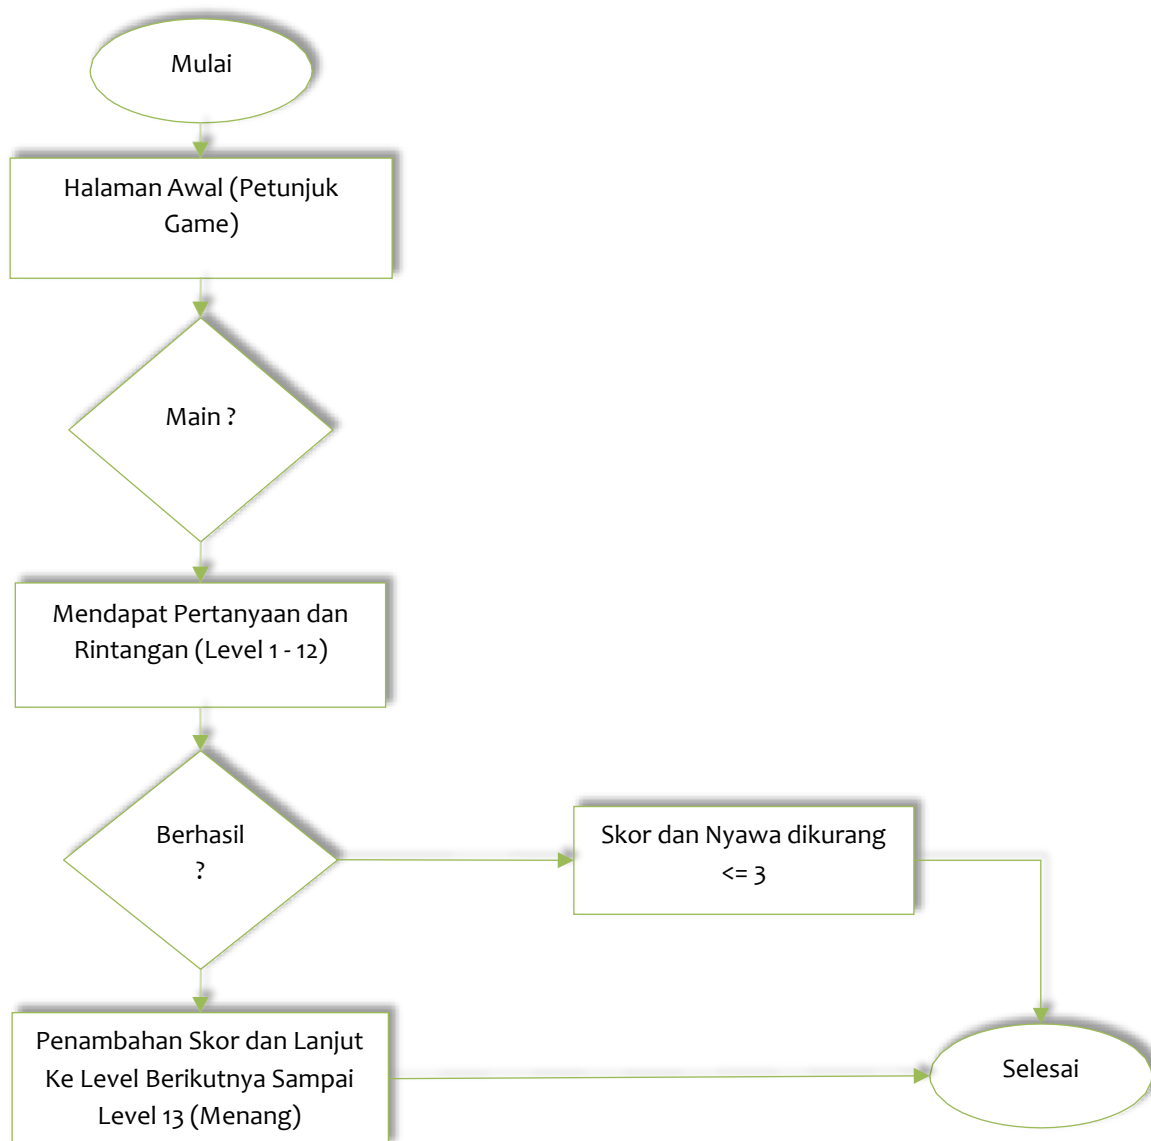 Mulai
Halaman Awal (Petunjuk
Game)
Main ?
Mendapat Pertanyaan dan
Rintangan (Level 1 - 12)
Berhasil
?
Skor dan Nyawa dikurang
<= 3
Penambahan Skor dan Lanjut
Ke Level Berikutnya Sampai
Level 13 (Menang)
Selesai